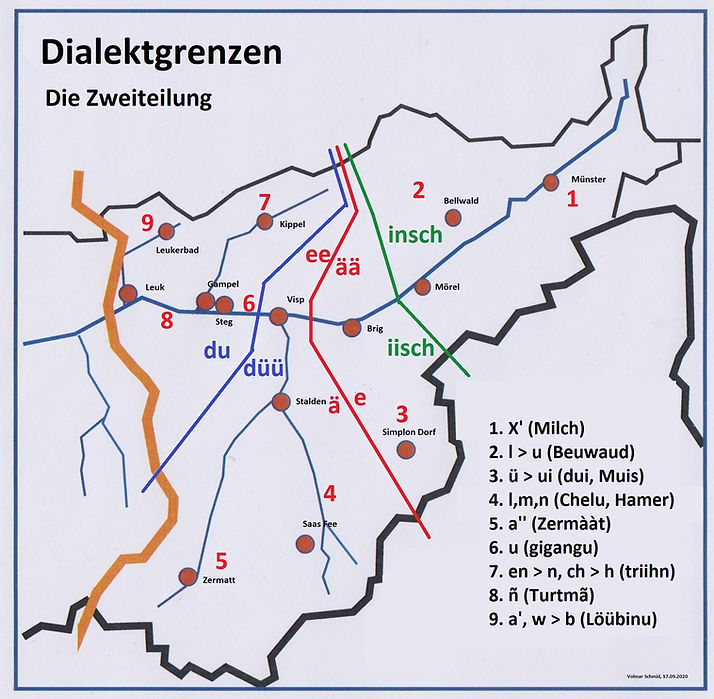 Dialektgrenzen
Die Zweiteilung
9
Leukerbad
7
Kippel
2
Bellwald
Münster
1
insch
ee
ää
Leuk
Gampel
Steg
6
Visp
Mörel
8
Brig
du
düü
iisch
Stalden
ä
e
3
Simplon Dorf
4
Saas Fee
5
Zermatt
1. X' (Milch)
2. l > u (Beuwaud)
3. ü > ui (dui, Muis)
4. l,m,n (Chelu, Hamer)
5. a'' (Zermààt)
6. u (gigangu)
7. en > n, ch > h (triihn)
8. ñ (Turtmã)
9. a', w > b (Löübinu)
Volmar Schmid, 17.09.2020